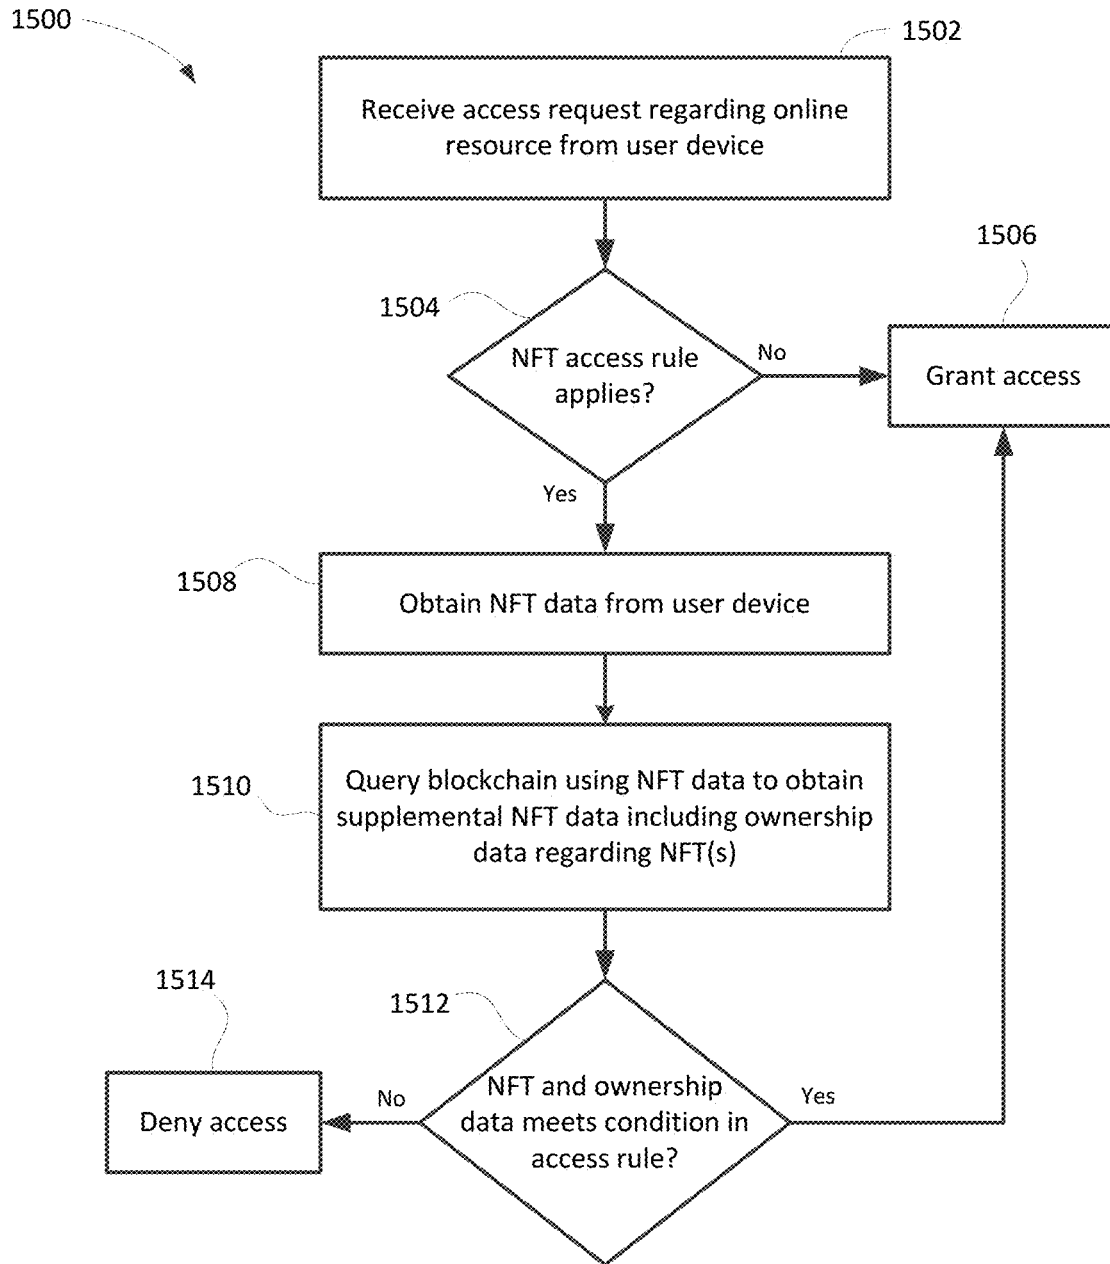 1500
1502
Receive access request regarding online
resource from user device
1504
NFT access rule
applies?
No
1506
Grant access
Yes
1508
Obtain NFT data from user device
1510
Query blockchain using NFT data to obtain
supplemental NFT data including ownership
data regarding NFT(s)
1514
1512
Deny access
No
NFT and ownership
data meets condition in
access rule?
Yes